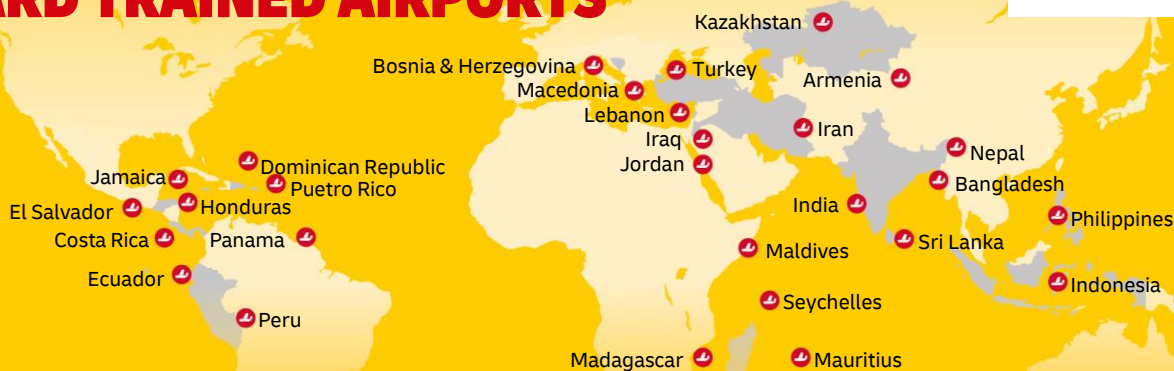 ARD TRAINED AIRPORTS
Kazakhstan
Bosnia & Herzegovina
Turkey
Armenia
Macedonia
Lebanon
Iran
Iraq
Nepal
Jordan
Dominican Republic
Jamaica
Puetro Rico
Bangladesh
El Salvador
Honduras
India
Philippines
Costa Rica
Panama
Sri Lanka
Maldives
Ecuador
Indonesia
Seychelles
Peru
Madagascar
Mauritius